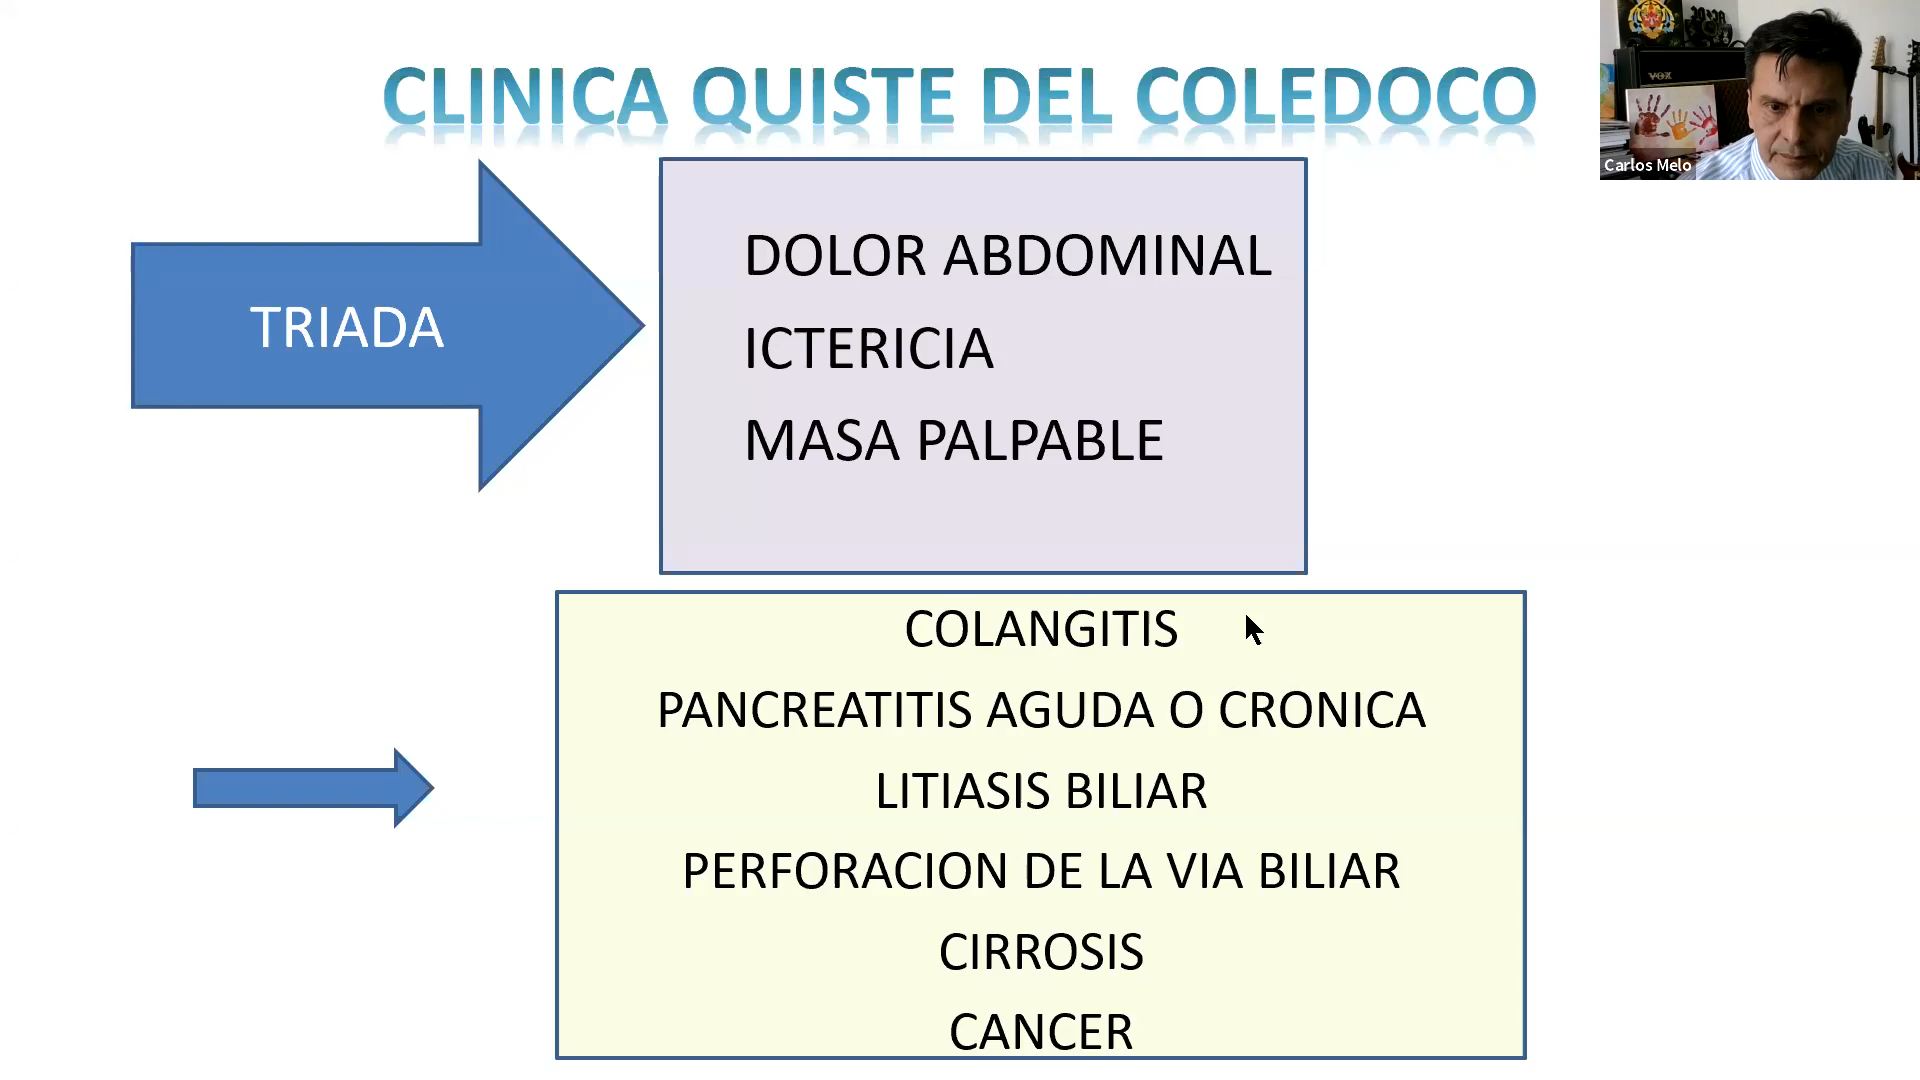 CLINICA QUISTE DEL COLEDOCO
VOX
Carlos Melo
TRIADA
DOLOR ABDOMINAL
ICTERICIA
MASA PALPABLE
COLANGITIS
PANCREATITIS AGUDA O CRONICA
LITIASIS BILIAR
PERFORACION DE LA VIA BILIAR
CIRROSIS
CANCER